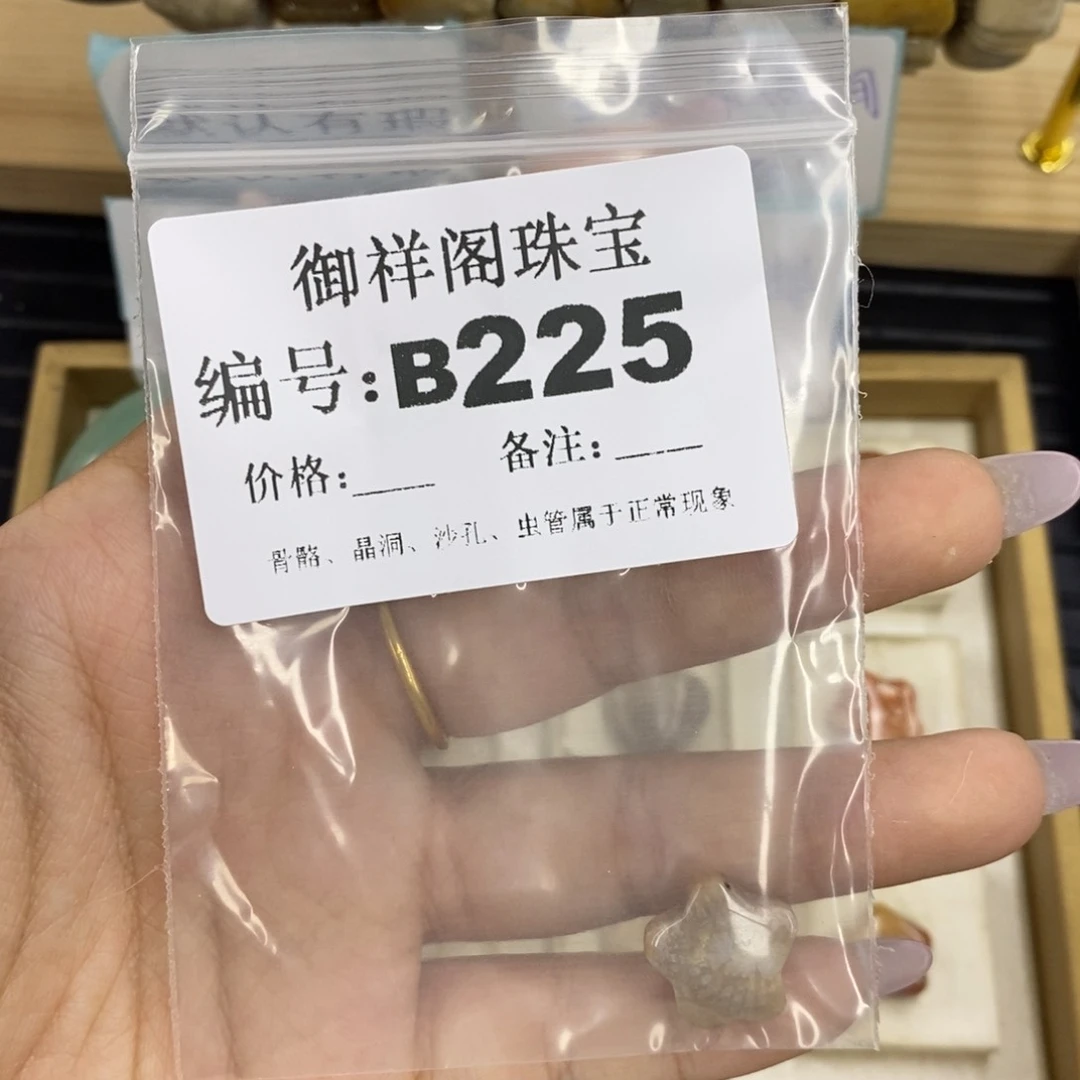 御祥阁珠宝
编号:B225
价格:____ 备注:____
骨骼、晶洞、沙孔、虫管属于正常现象